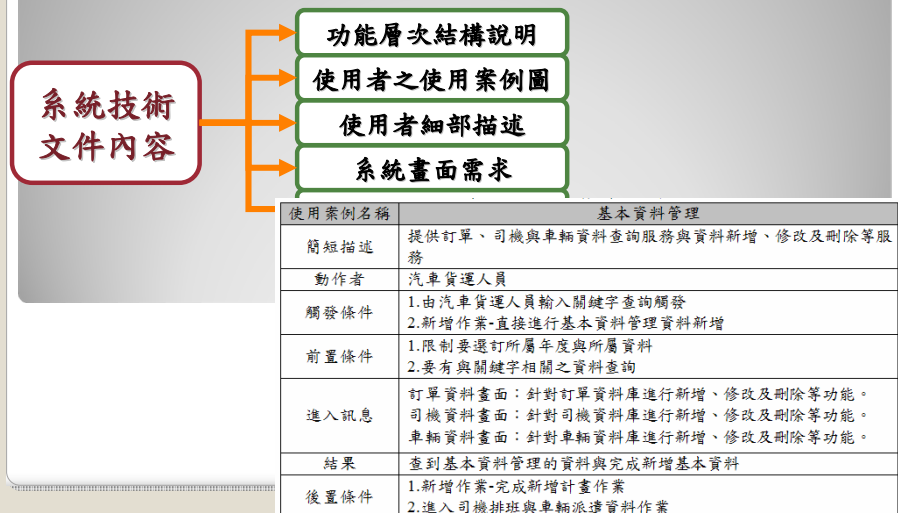 系統技術
文件內容
功能層次結構說明
使用者之使用案例圖
使用者細部描述
系統畫面需求
使用案例名稱 基本資料管理
簡短描述 提供訂單、司機與車輛資料查詢服務與資料新增、修改及刪除等服
務
動作者 汽車貨運人員
觸發條件 1.由汽車貨運人員輸入關鍵字查詢觸發
2.新增作業-直接進行基本資料管理資料新增
前置條件 1.限制要選訂所屬年度與所屬資料
2.要有與關鍵字相關之資料查詢
進入訊息 訂單資料畫面：針對訂單資料庫進行新增、修改及刪除等功能。
司機資料畫面：針對司機資料庫進行新增、修改及刪除等功能。
車輛資料畫面：針對車輛資料庫進行新增、修改及刪除等功能。
結果 查到基本資料管理的資料與完成新增基本資料
後置條件 1.新增作業-完成新增計畫作業
2.進入司機排班與車輛派遣資料作業